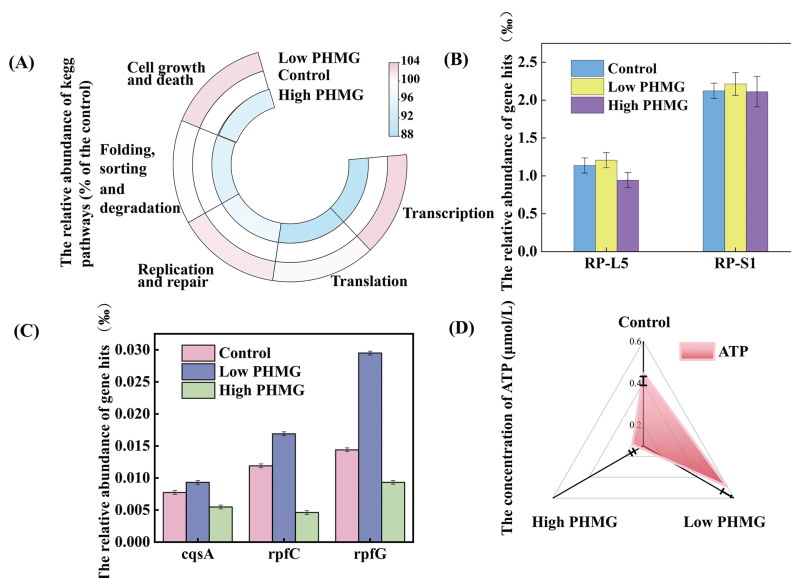 (A)
The relative abundance of kegg
pathways (% of the control)
Cell growth
and death
Low PHMG
Control
High PHMG
104
100
96
92
88
Folding,
sorting
and
degradation
Transcription
Replication
and repair
Translation
(B)
The relative abundance of gene hits (‰)
2.5
2.0
1.5
1.0
0.5
0.0
Control
Low PHMG
High PHMG
RP-L5
RP-S1
(C)
The relative abundance of gene hits (‰)
0.030
0.025
0.020
0.015
0.010
0.005
0.000
Control
Low PHMG
High PHMG
cqsA
rpfC
rpfG
(D)
The concentration of ATP (μmol/L)
Control
0.6
0.4
0.2
ATP
High PHMG
Low PHMG